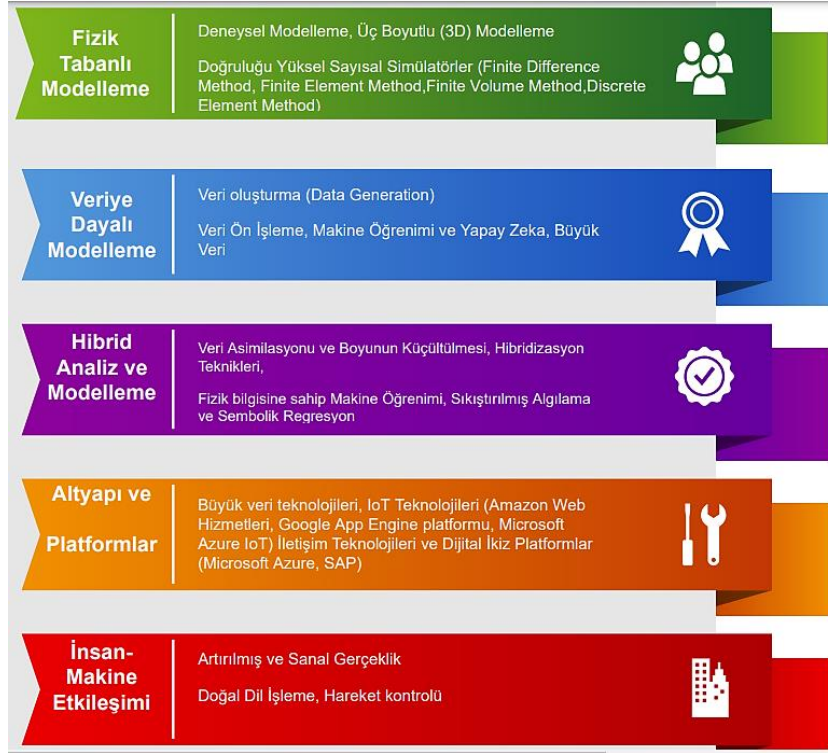 Fizik
Tabanlı
Modelleme
Deneysel Modelleme, Üç Boyutlu (3D) Modelleme
Doğruluğu Yüksel Sayısal Simülatörler (Finite Difference
Method, Finite Element Method,Finite Volume Method,Discrete
Element Method)
Veriye
Dayalı
Modelleme
Veri oluşturma (Data Generation)
Veri Ön İşleme, Makine Öğrenimi ve Yapay Zeka, Büyük
Veri
Hibrid
Analiz ve
Modelleme
Veri Asimilasyonu ve Boyunun Küçültülmesi, Hibridizasyon
Teknikleri,
Fizik bilgisine sahip Makine Öğrenimi, Sıkıştırılmış Algılama
ve Sembolik Regresyon
Altyapı ve
Platformlar
Büyük veri teknolojileri, IoT Teknolojileri (Amazon Web
Hizmetleri, Google App Engine platformu, Microsoft
Azure IoT) İletişim Teknolojileri ve Dijital İkiz Platformlar
(Microsoft Azure, SAP)
İnsan-
Makine
Etkileşimi
Artırılmış ve Sanal Gerçeklik
Doğal Dil İşleme, Hareket kontrolü